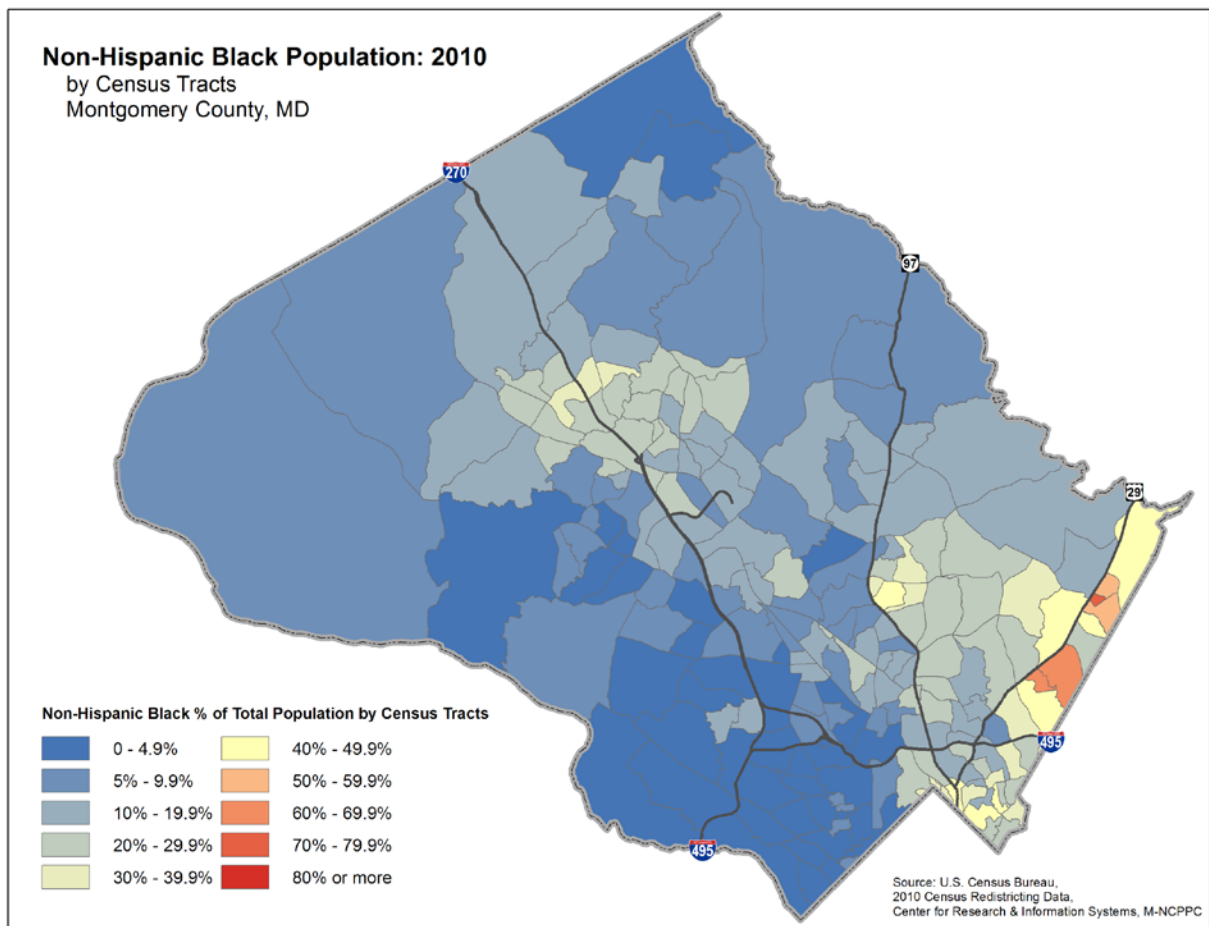 Non-Hispanic Black Population: 2010
by Census Tracts
Montgomery County, MD
270
97
29
495
495
Non-Hispanic Black % of Total Population by Census Tracts
0 - 4.9%
5% - 9.9%
10% - 19.9%
20% - 29.9%
30% - 39.9%
40% - 49.9%
50% - 59.9%
60% - 69.9%
70% - 79.9%
80% or more
Source: U.S. Census Bureau,
2010 Census Redistricting Data,
Center for Research & Information Systems, M-NCPPC